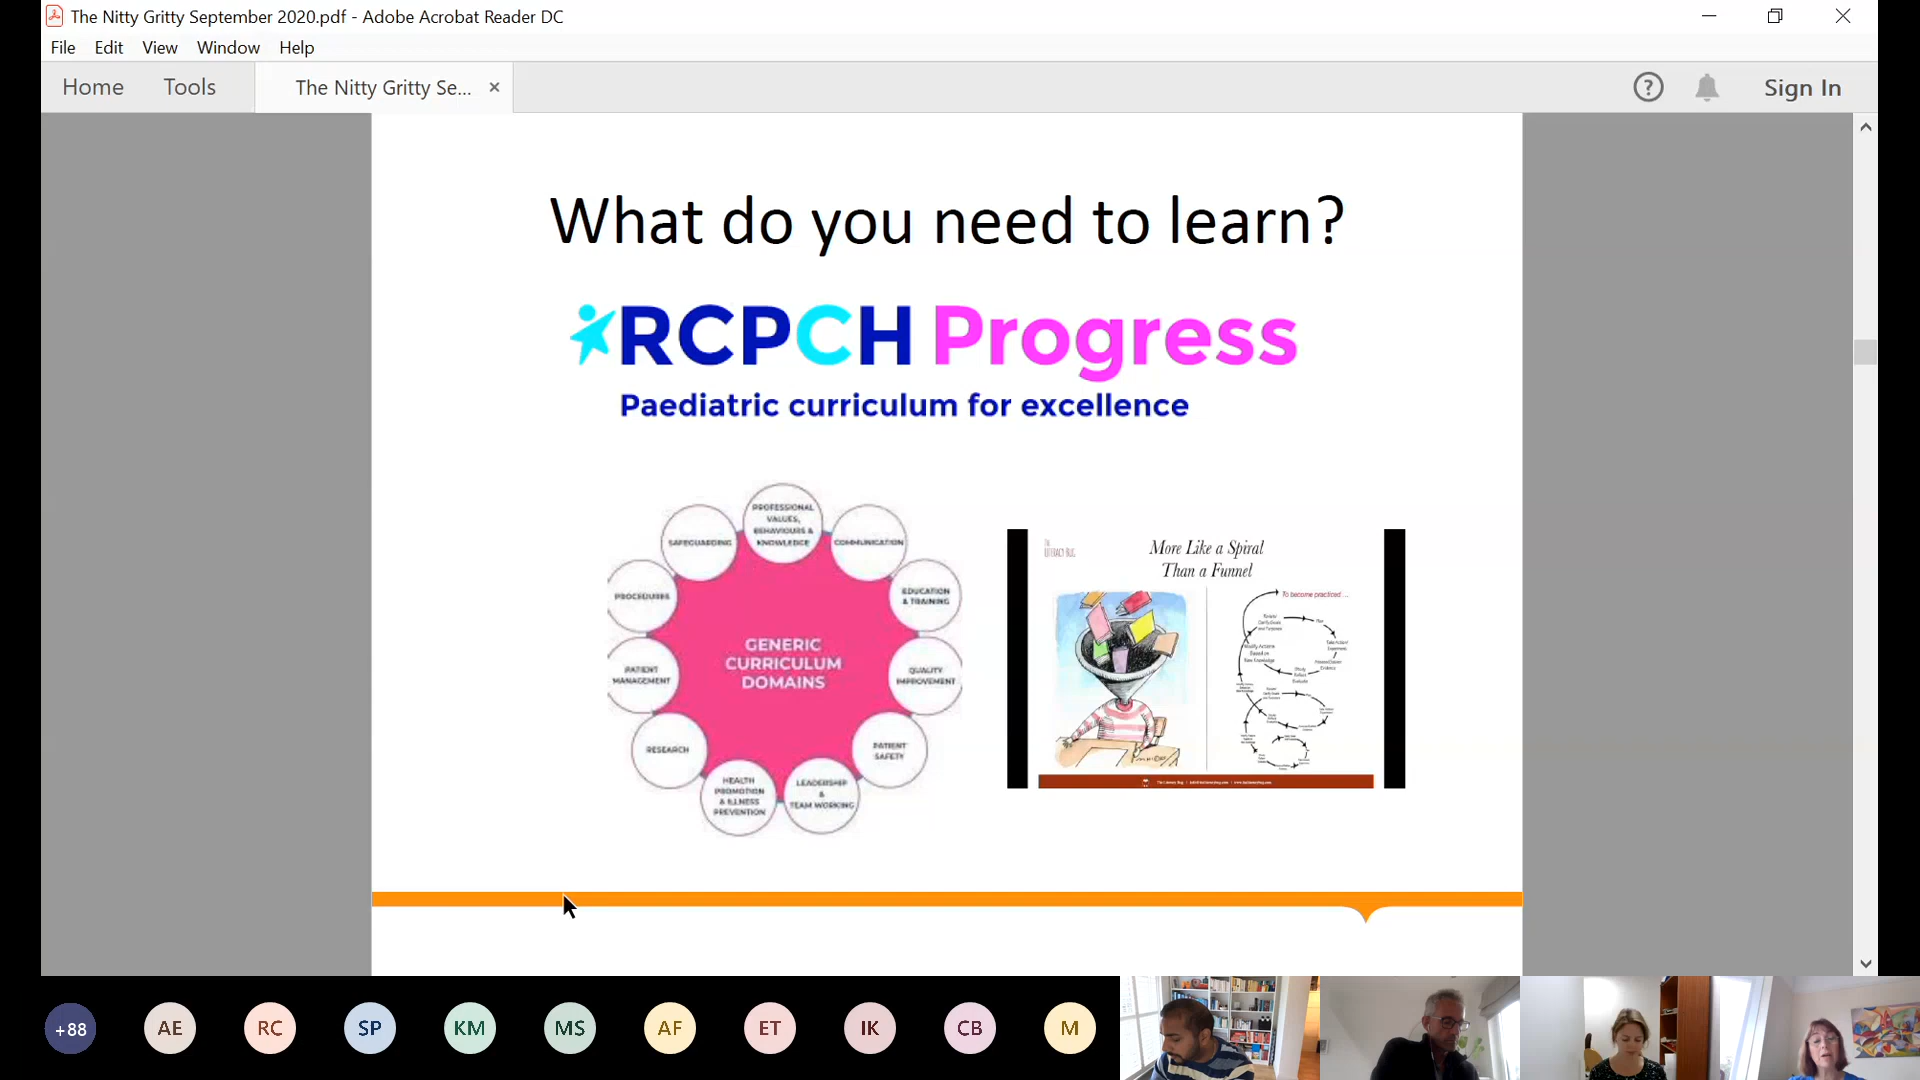 The Nitty Gritty September 2020.pdf - Adobe Acrobat Reader DC
File Edit View Window Help
Home Tools The Nitty Gritty Se... × ? Sign In
What do you need to learn?
RCPCH Progress
Paediatric curriculum for excellence
PROFESSIONAL
VALUES,
BEHAVIOURS &
KNOWLEDGE
SAFEGUARDING
COMMUNICATION
PROCEDURES
EDUCATION
& TRAINING
GENERIC
CURRICULUM
DOMAINS
PATIENT
MANAGEMENT
QUALITY
IMPROVEMENT
RESEARCH
PATIENT
SAFETY
HEALTH
PROMOTION
& ILLNESS
PREVENTION
LEADERSHIP
&
TEAM WORKING
More Like a Spiral
Than a Funnel
To become practiced ...
+88 AE RC SP KM MS AF ET IK CB M